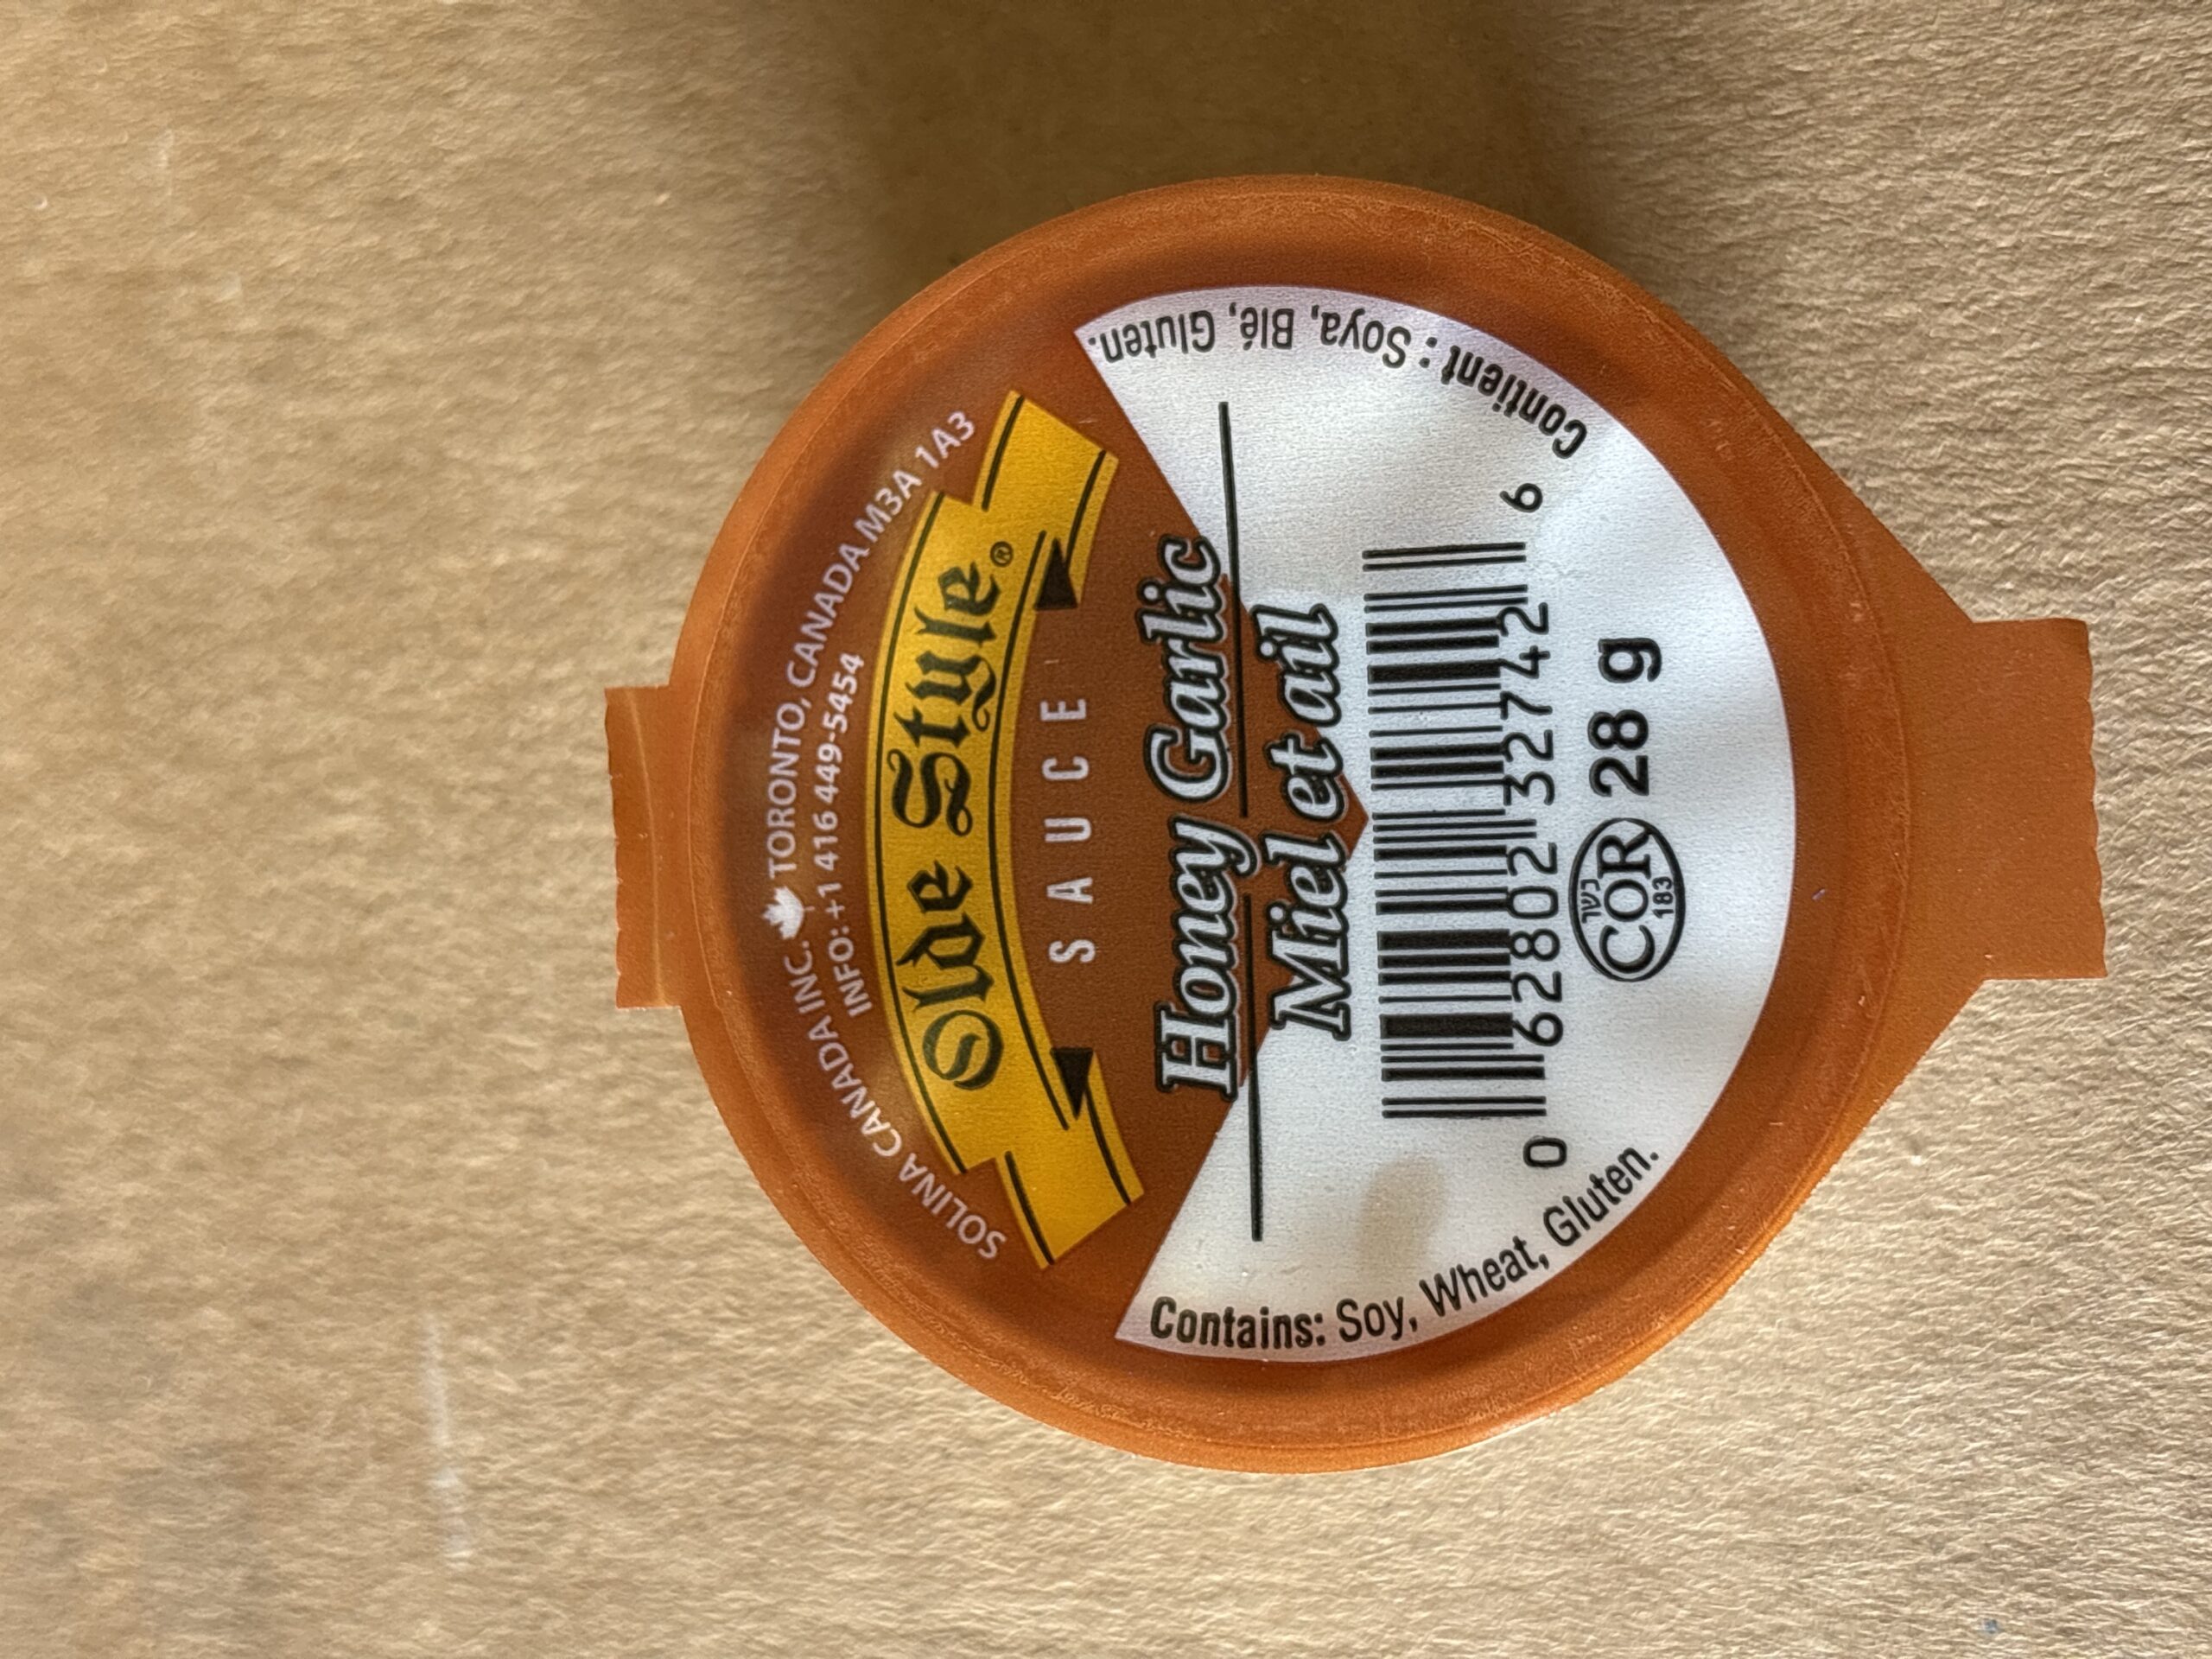 SOLINA CANADA INC. TORONTO, CANADA M3A 1A3
INFO: +1 416 449-5454
Olde Style®
SAUCE
Honey Garlic
Miel et ail
0 62802 32742 6
כשר
COR 28 g
183
Contains: Soy, Wheat, Gluten.
Contient : Soya, Blé, Gluten.